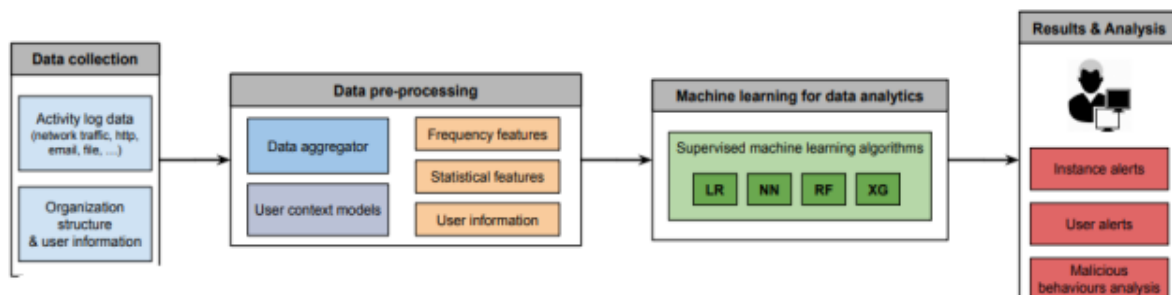 Data collection
Activity log data
(network traffic, http,
email, file, ...)
Organization
structure
& user information
Data pre-processing
Data aggregator
User context models
Frequency features
Statistical features
User information
Machine learning for data analytics
Supervised machine learning algorithms
LR
NN
RF
XG
Results & Analysis
Instance alerts
User alerts
Malicious
behaviours analysis